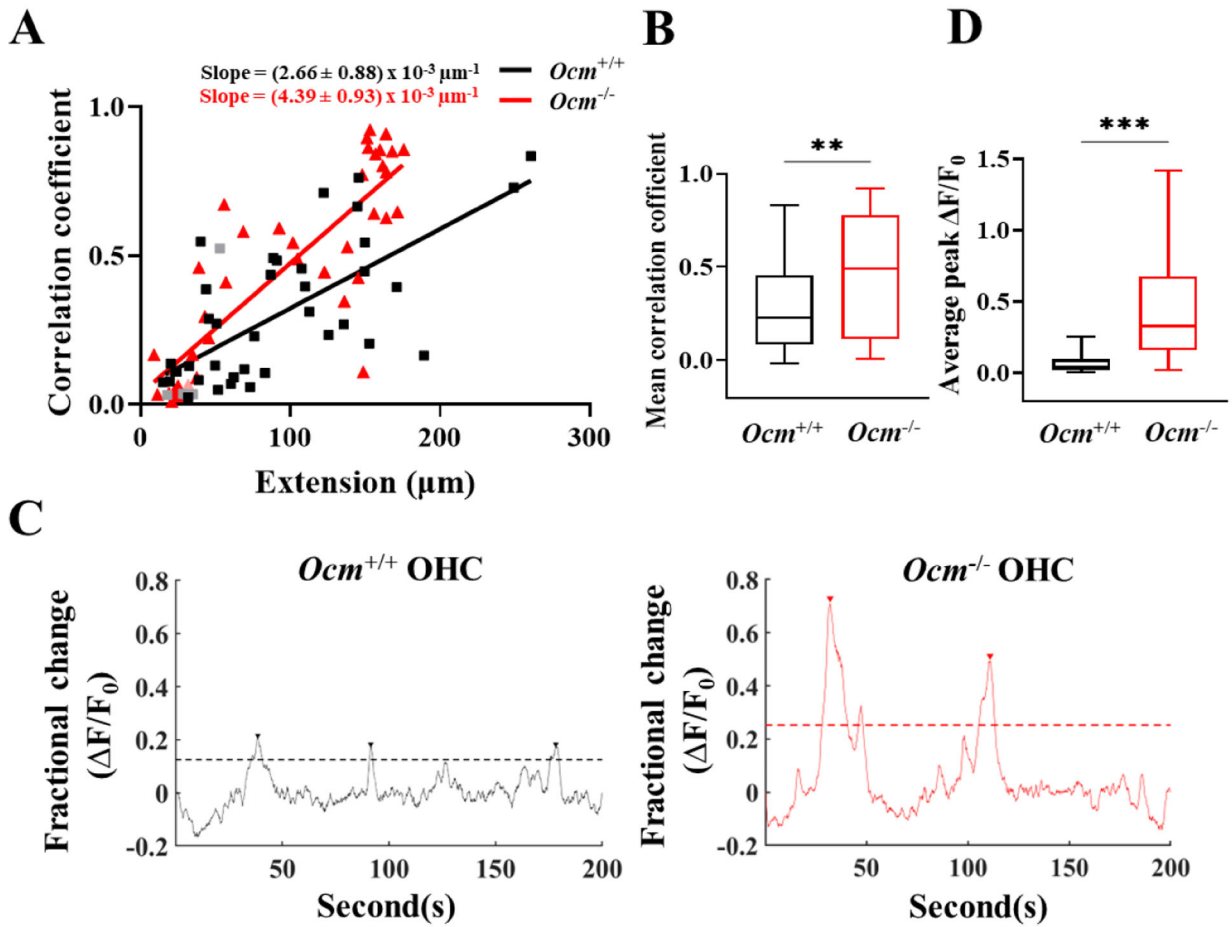 A
Slope = (2.66 ± 0.88) x 10⁻³ µm⁻¹
Ocm⁺/⁺
Slope = (4.39 ± 0.93) x 10⁻³ µm⁻¹
Ocm⁻/⁻
Correlation coefficient
1.0
0.5
0.0
0
100
200
300
Extension (µm)
B
**
Mean correlation cofficient
1.0
0.5
0.0
Ocm⁺/⁺
Ocm⁻/⁻
D
***
Average peak ΔF/F₀
1.5
1.0
0.5
0.0
Ocm⁺/⁺
Ocm⁻/⁻
C
Ocm⁺/⁺ OHC
Fractional change
(ΔF/F₀)
0.8
0.6
0.4
0.2
0
-0.2
50
100
150
200
Second(s)
Ocm⁻/⁻ OHC
Fractional change
(ΔF/F₀)
0.8
0.6
0.4
0.2
0
-0.2
50
100
150
200
Second(s)